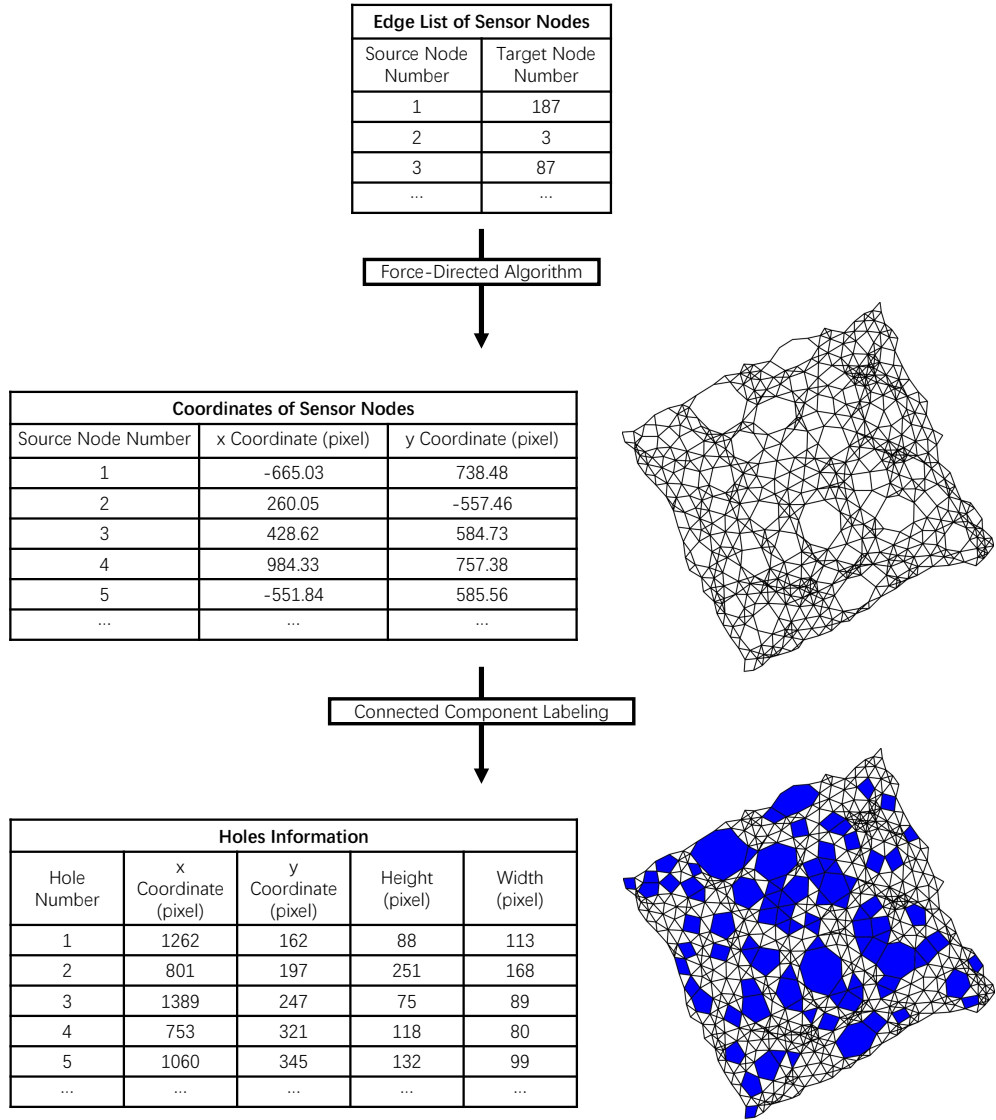 Edge List of Sensor Nodes
Source Node Number | Target Node Number
1 | 187
2 | 3
3 | 87
... | ...
Force-Directed Algorithm
Coordinates of Sensor Nodes
Source Node Number | x Coordinate (pixel) | y Coordinate (pixel)
1 | -665.03 | 738.48
2 | 260.05 | -557.46
3 | 428.62 | 584.73
4 | 984.33 | 757.38
5 | -551.84 | 585.56
... | ... | ...
Connected Component Labeling
Holes Information
Hole Number | x Coordinate (pixel) | y Coordinate (pixel) | Height (pixel) | Width (pixel)
1 | 1262 | 162 | 88 | 113
2 | 801 | 197 | 251 | 168
3 | 1389 | 247 | 75 | 89
4 | 753 | 321 | 118 | 80
5 | 1060 | 345 | 132 | 99
... | ... | ... | ... | ...